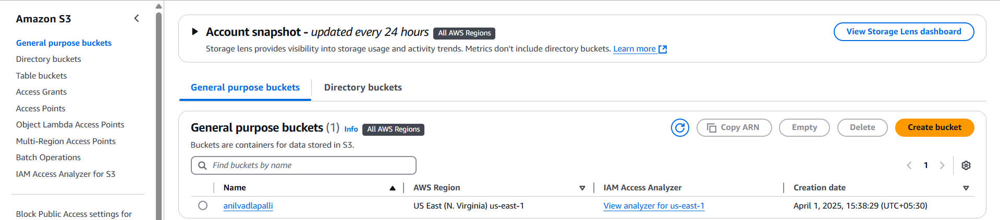 Amazon S3
General purpose buckets
Directory buckets
Table buckets
Access Grants
Access Points
Object Lambda Access Points
Multi-Region Access Points
Batch Operations
IAM Access Analyzer for S3
Block Public Access settings for
Account snapshot - updated every 24 hours All AWS Regions
View Storage Lens dashboard
Storage lens provides visibility into storage usage and activity trends. Metrics don't include directory buckets. Learn more
General purpose buckets Directory buckets
General purpose buckets (1) Info All AWS Regions
Copy ARN Empty Delete Create bucket
Buckets are containers for data stored in S3.
Find buckets by name
1
Name AWS Region IAM Access Analyzer Creation date
anilvadlapalli US East (N. Virginia) us-east-1 View analyzer for us-east-1 April 1, 2025, 15:38:29 (UTC+05:30)